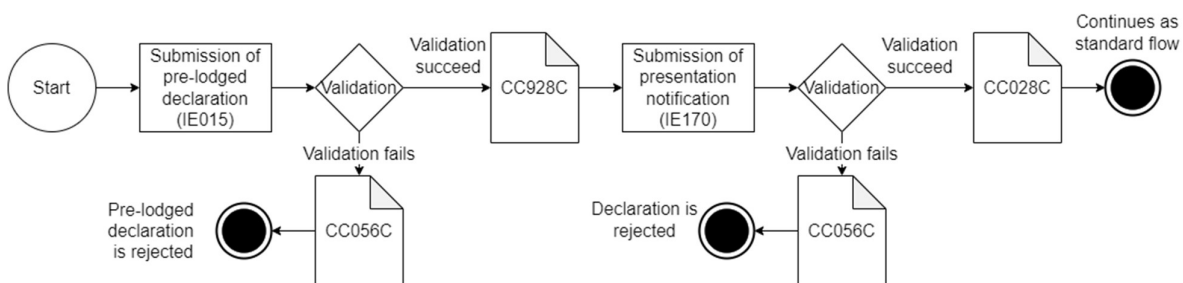 Start
Submission of
pre-lodged
declaration
(IE015)
Validation
Validation
succeed
CC928C
Submission of
presentation
notification
(IE170)
Validation
Validation
succeed
CC028C
Continues as
standard flow
Validation fails
CC056C
Pre-lodged
declaration
is rejected
Validation fails
CC056C
Declaration is
rejected